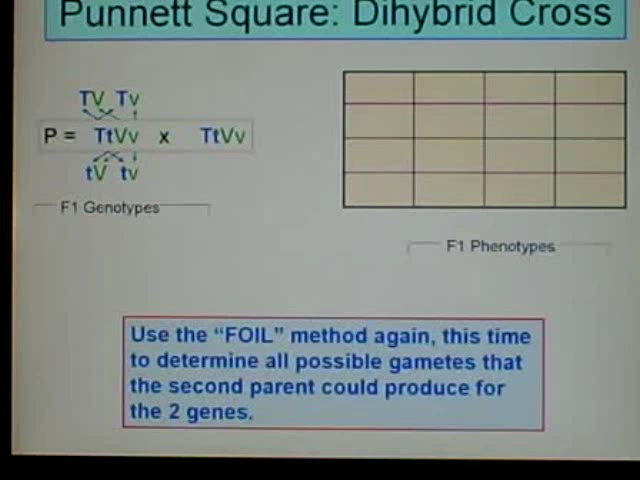 Punnett Square: Dihybrid Cross
TV Tv
P = TtVv x TtVv
tV tv
F1 Genotypes
F1 Phenotypes
Use the “FOIL” method again, this time
to determine all possible gametes that
the second parent could produce for
the 2 genes.